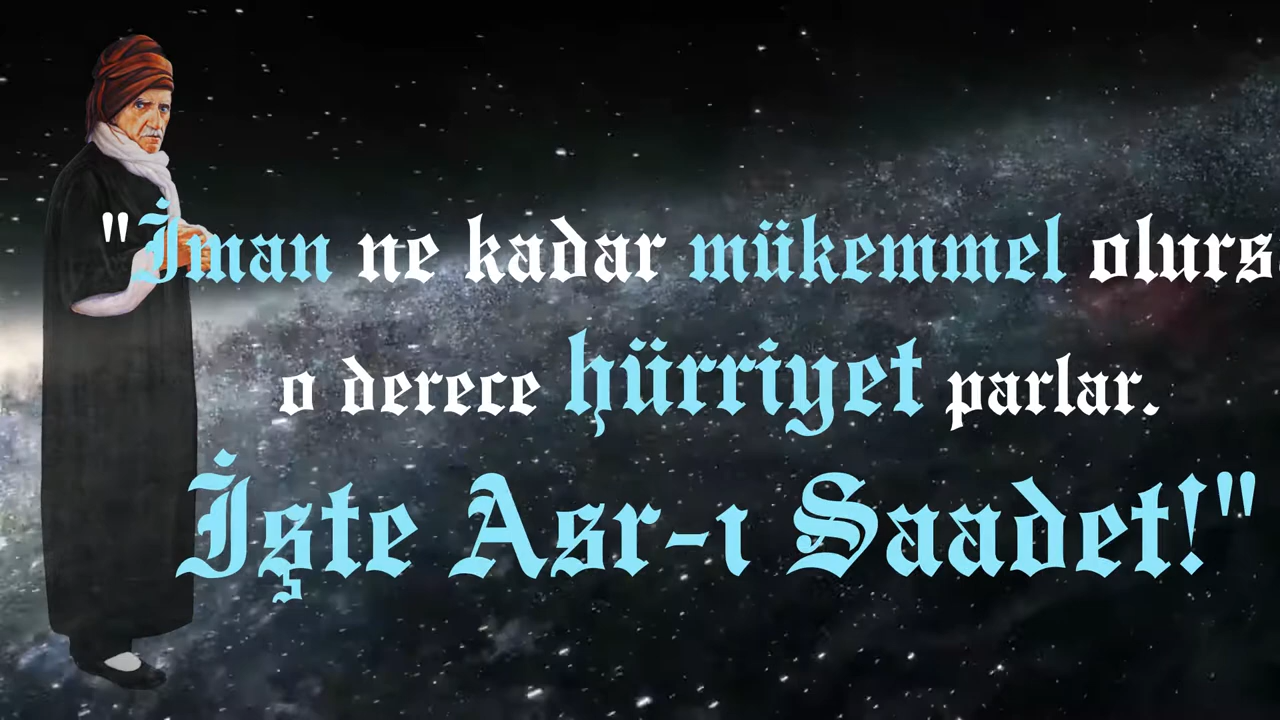 "İman ne kadar mükemmel olurs
o derece hürriyet parlar.
İşte Asr-ı Saadet!"